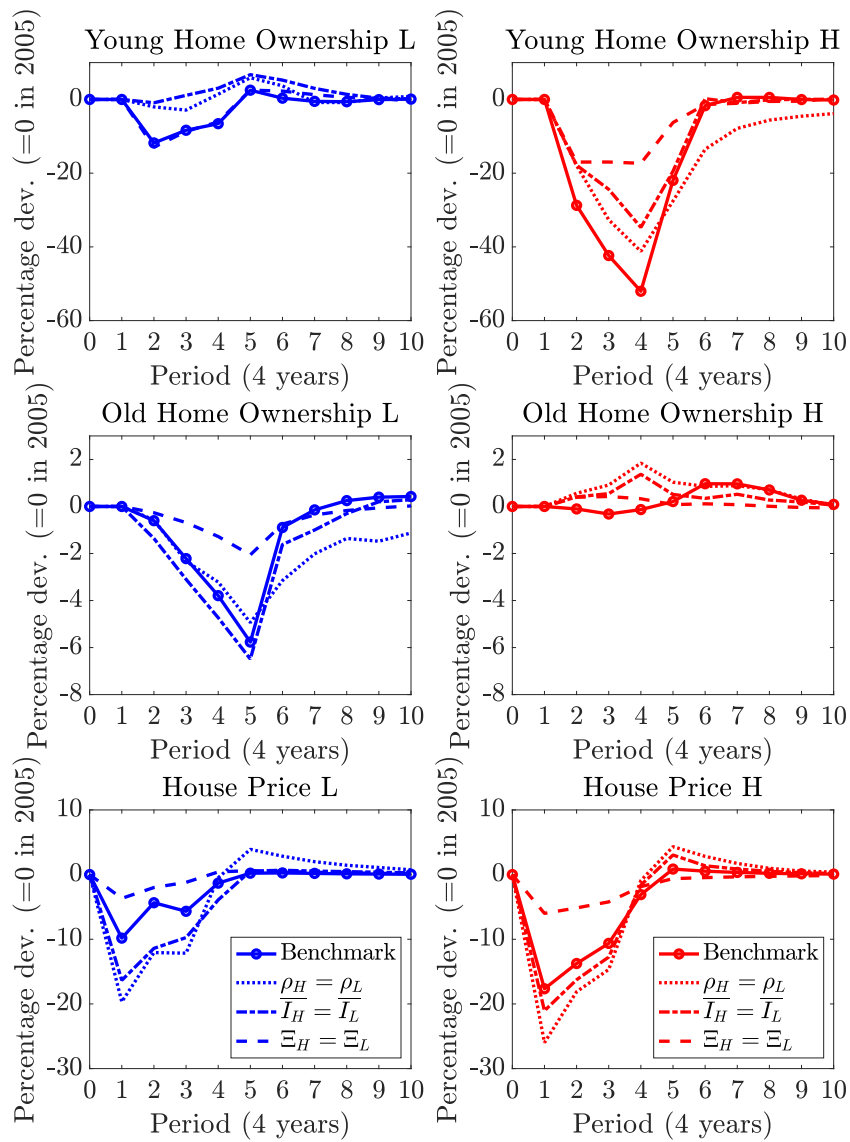 Young Home Ownership L
Percentage dev. (=0 in 2005)
0
-20
-40
-60
0 1 2 3 4 5 6 7 8 9 10
Period (4 years)
Young Home Ownership H
Percentage dev. (=0 in 2005)
0
-20
-40
-60
0 1 2 3 4 5 6 7 8 9 10
Period (4 years)
Old Home Ownership L
Percentage dev. (=0 in 2005)
2
0
-2
-4
-6
-8
0 1 2 3 4 5 6 7 8 9 10
Period (4 years)
Old Home Ownership H
Percentage dev. (=0 in 2005)
2
0
-2
-4
-6
-8
0 1 2 3 4 5 6 7 8 9 10
Period (4 years)
House Price L
Percentage dev. (=0 in 2005)
10
0
-10
-20
-30
0 1 2 3 4 5 6 7 8 9 10
Period (4 years)
Benchmark
ρ_H = ρ_L
\overline{I_H} = \overline{I_L}
Ξ_H = Ξ_L
House Price H
Percentage dev. (=0 in 2005)
10
0
-10
-20
-30
0 1 2 3 4 5 6 7 8 9 10
Period (4 years)
Benchmark
ρ_H = ρ_L
\overline{I_H} = \overline{I_L}
Ξ_H = Ξ_L